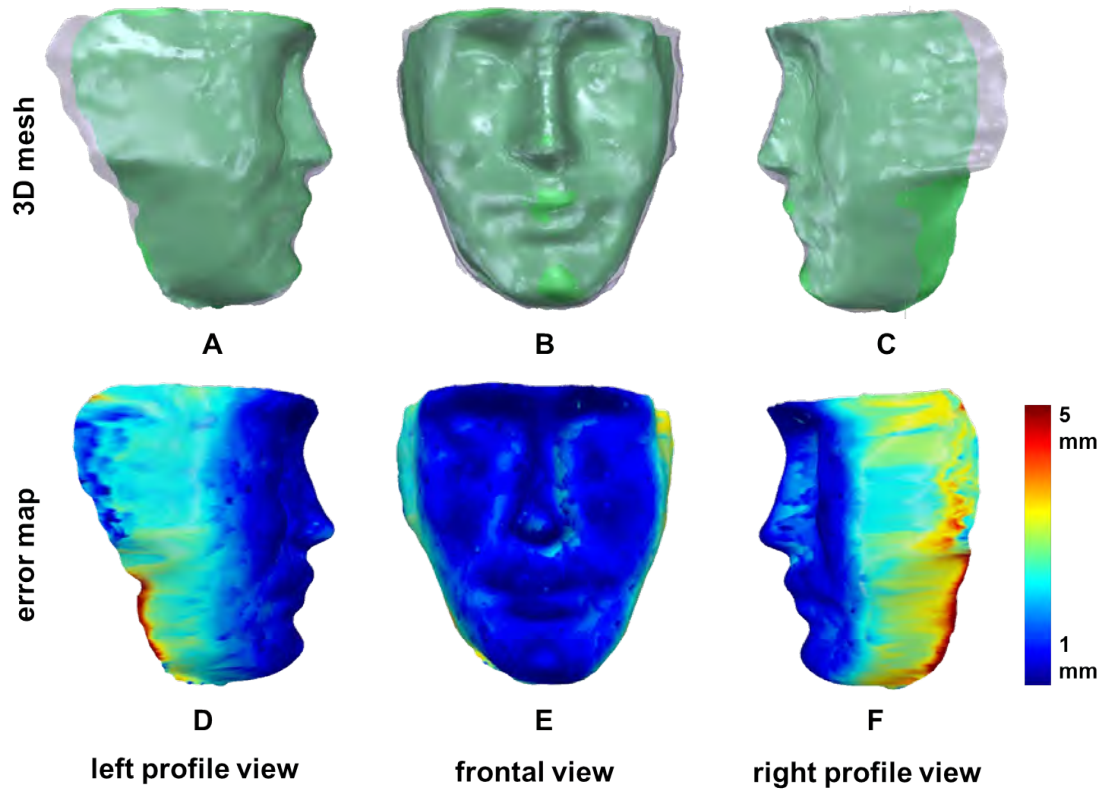 3D mesh
A
B
C
error map
5
mm
1
mm
D
E
F
left profile view
frontal view
right profile view